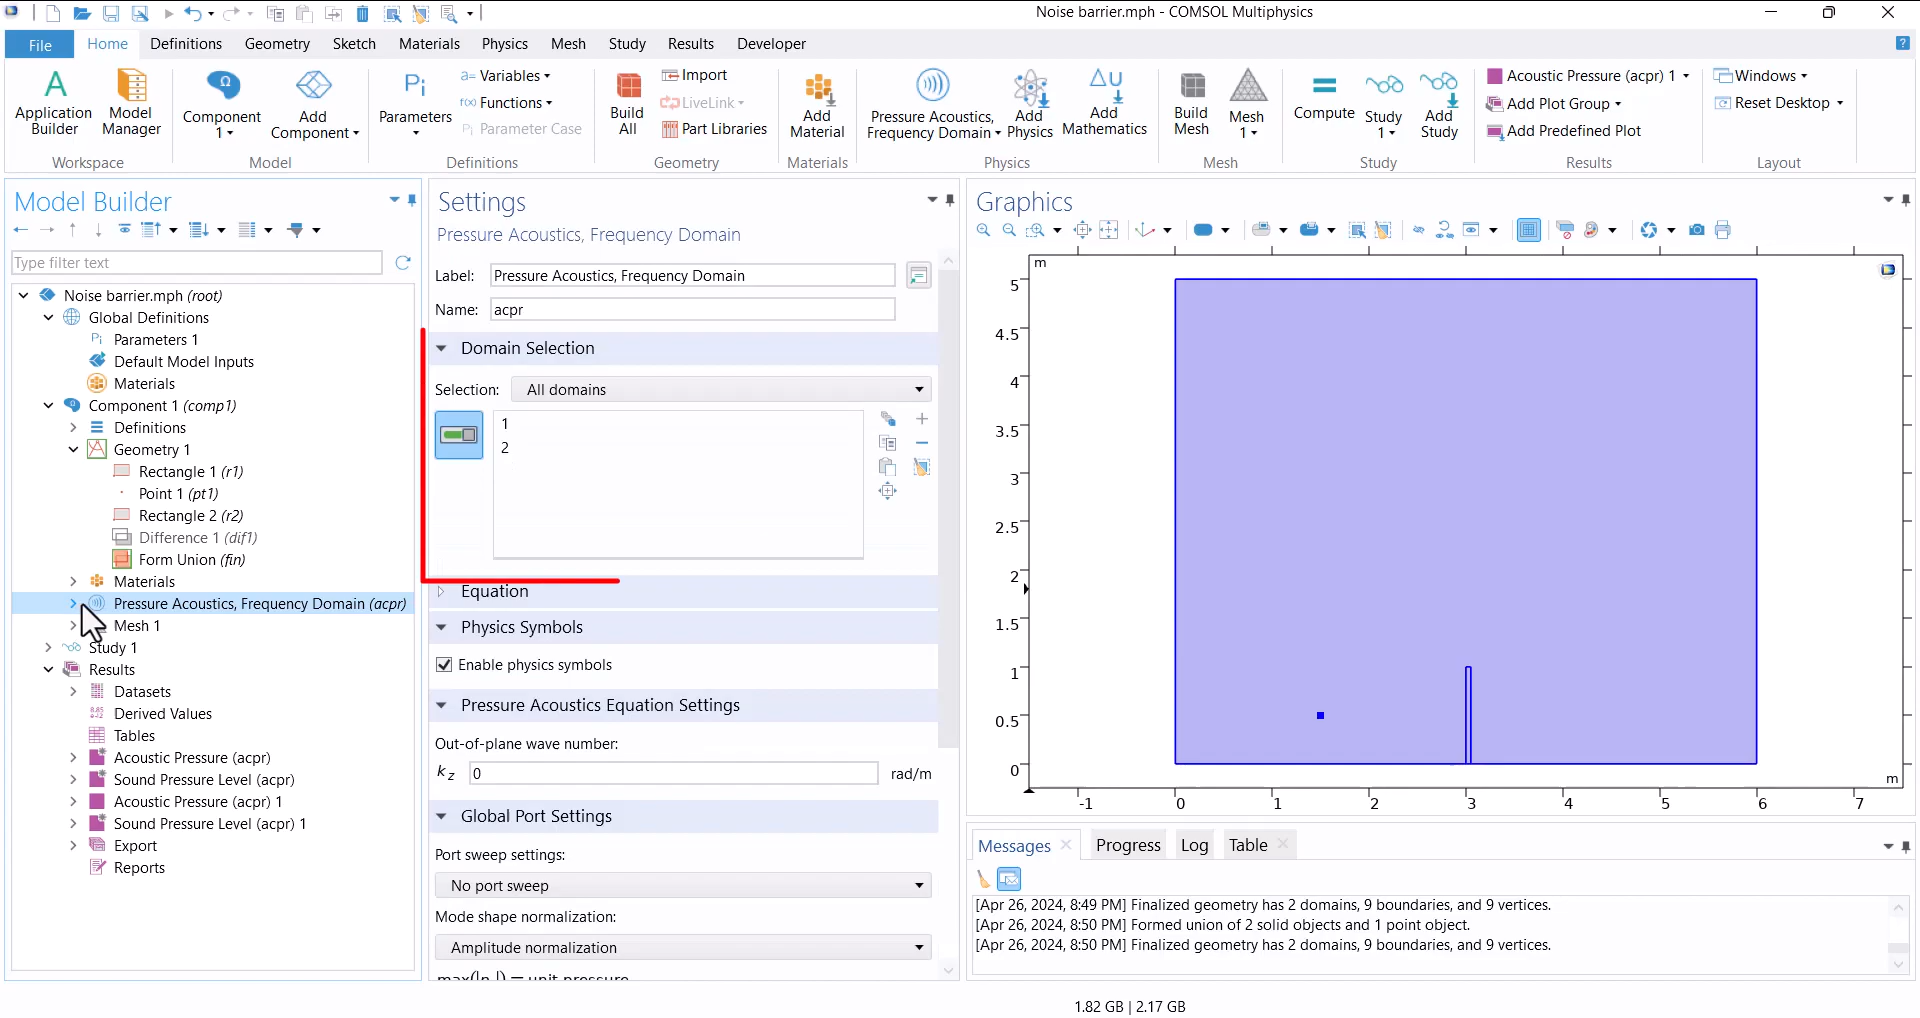 Noise barrier.mph - COMSOL Multiphysics
File Home Definitions Geometry Sketch Materials Physics Mesh Study Results Developer
Application Builder
Model Manager
Workspace
Component 1
Add Component
Model
Pi
Parameters
a= Variables
f(x) Functions
Pi Parameter Case
Definitions
Build All
Import
LiveLink
Part Libraries
Geometry
Add Material
Materials
Pressure Acoustics, Frequency Domain
Add Physics
ΔU
Add Mathematics
Physics
Build Mesh
Mesh 1
Mesh
Compute
Study 1
Add Study
Study
Acoustic Pressure (acpr) 1
Add Plot Group
Add Predefined Plot
Results
Windows
Reset Desktop
Layout
Model Builder
Type filter text
Noise barrier.mph (root)
Global Definitions
Pi Parameters 1
Default Model Inputs
Materials
Component 1 (comp1)
Definitions
Geometry 1
Rectangle 1 (r1)
Point 1 (pt1)
Rectangle 2 (r2)
Difference 1 (dif1)
Form Union (fin)
Materials
Pressure Acoustics, Frequency Domain (acpr)
Mesh 1
Study 1
Results
Datasets
Derived Values
Tables
Acoustic Pressure (acpr)
Sound Pressure Level (acpr)
Acoustic Pressure (acpr) 1
Sound Pressure Level (acpr) 1
Export
Reports
Settings
Pressure Acoustics, Frequency Domain
Label: Pressure Acoustics, Frequency Domain
Name: acpr
Domain Selection
Selection: All domains
1
2
Equation
Physics Symbols
Enable physics symbols
Pressure Acoustics Equation Settings
Out-of-plane wave number:
kz 0 rad/m
Global Port Settings
Port sweep settings:
No port sweep
Mode shape normalization:
Amplitude normalization
Graphics
m
5
4.5
4
3.5
3
2.5
2
1.5
1
0.5
0
m
-1 0 1 2 3 4 5 6 7
Messages Progress Log Table
[Apr 26, 2024, 8:49 PM] Finalized geometry has 2 domains, 9 boundaries, and 9 vertices.
[Apr 26, 2024, 8:50 PM] Formed union of 2 solid objects and 1 point object.
[Apr 26, 2024, 8:50 PM] Finalized geometry has 2 domains, 9 boundaries, and 9 vertices.
1.82 GB | 2.17 GB